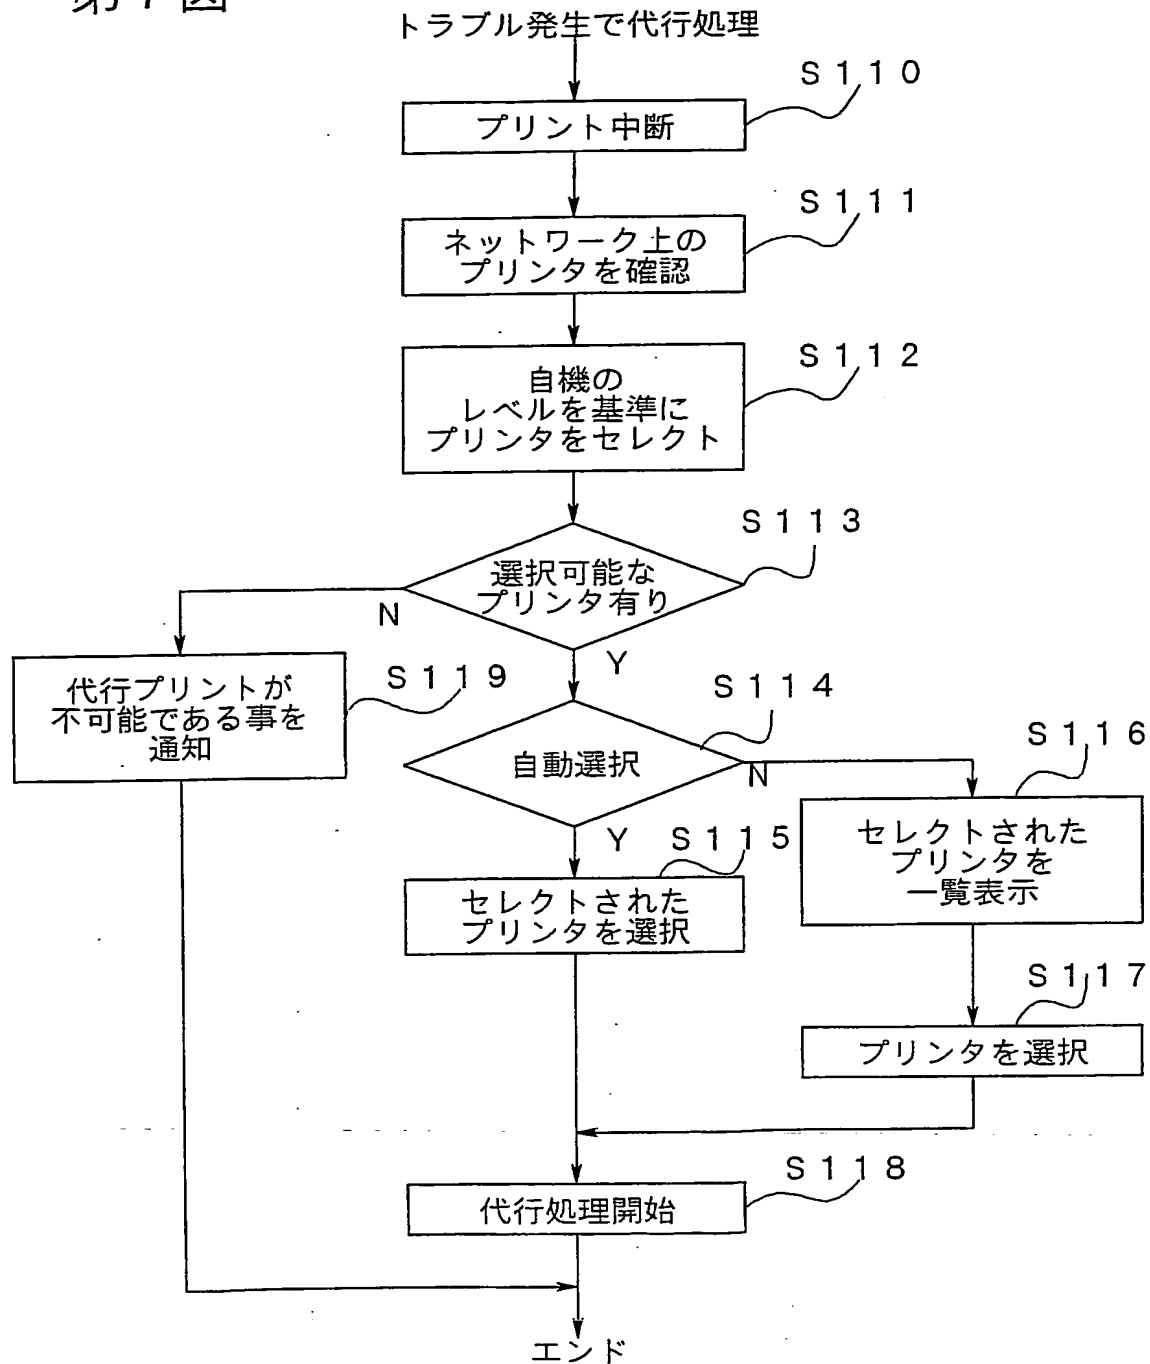 トラブル発生で代行処理
S110
プリント中断
S111
ネットワーク上の
プリンタを確認
S112
自機の
レベルを基準に
プリンタをセレクト
S113
選択可能な
プリンタ有り
N
Y
S119
代行プリントが
不可能である事を
通知
S114
自動選択
N
Y
S116
セレクトされた
プリンタを
一覧表示
S115
セレクトされた
プリンタを選択
S117
プリンタを選択
S118
代行処理開始
エンド